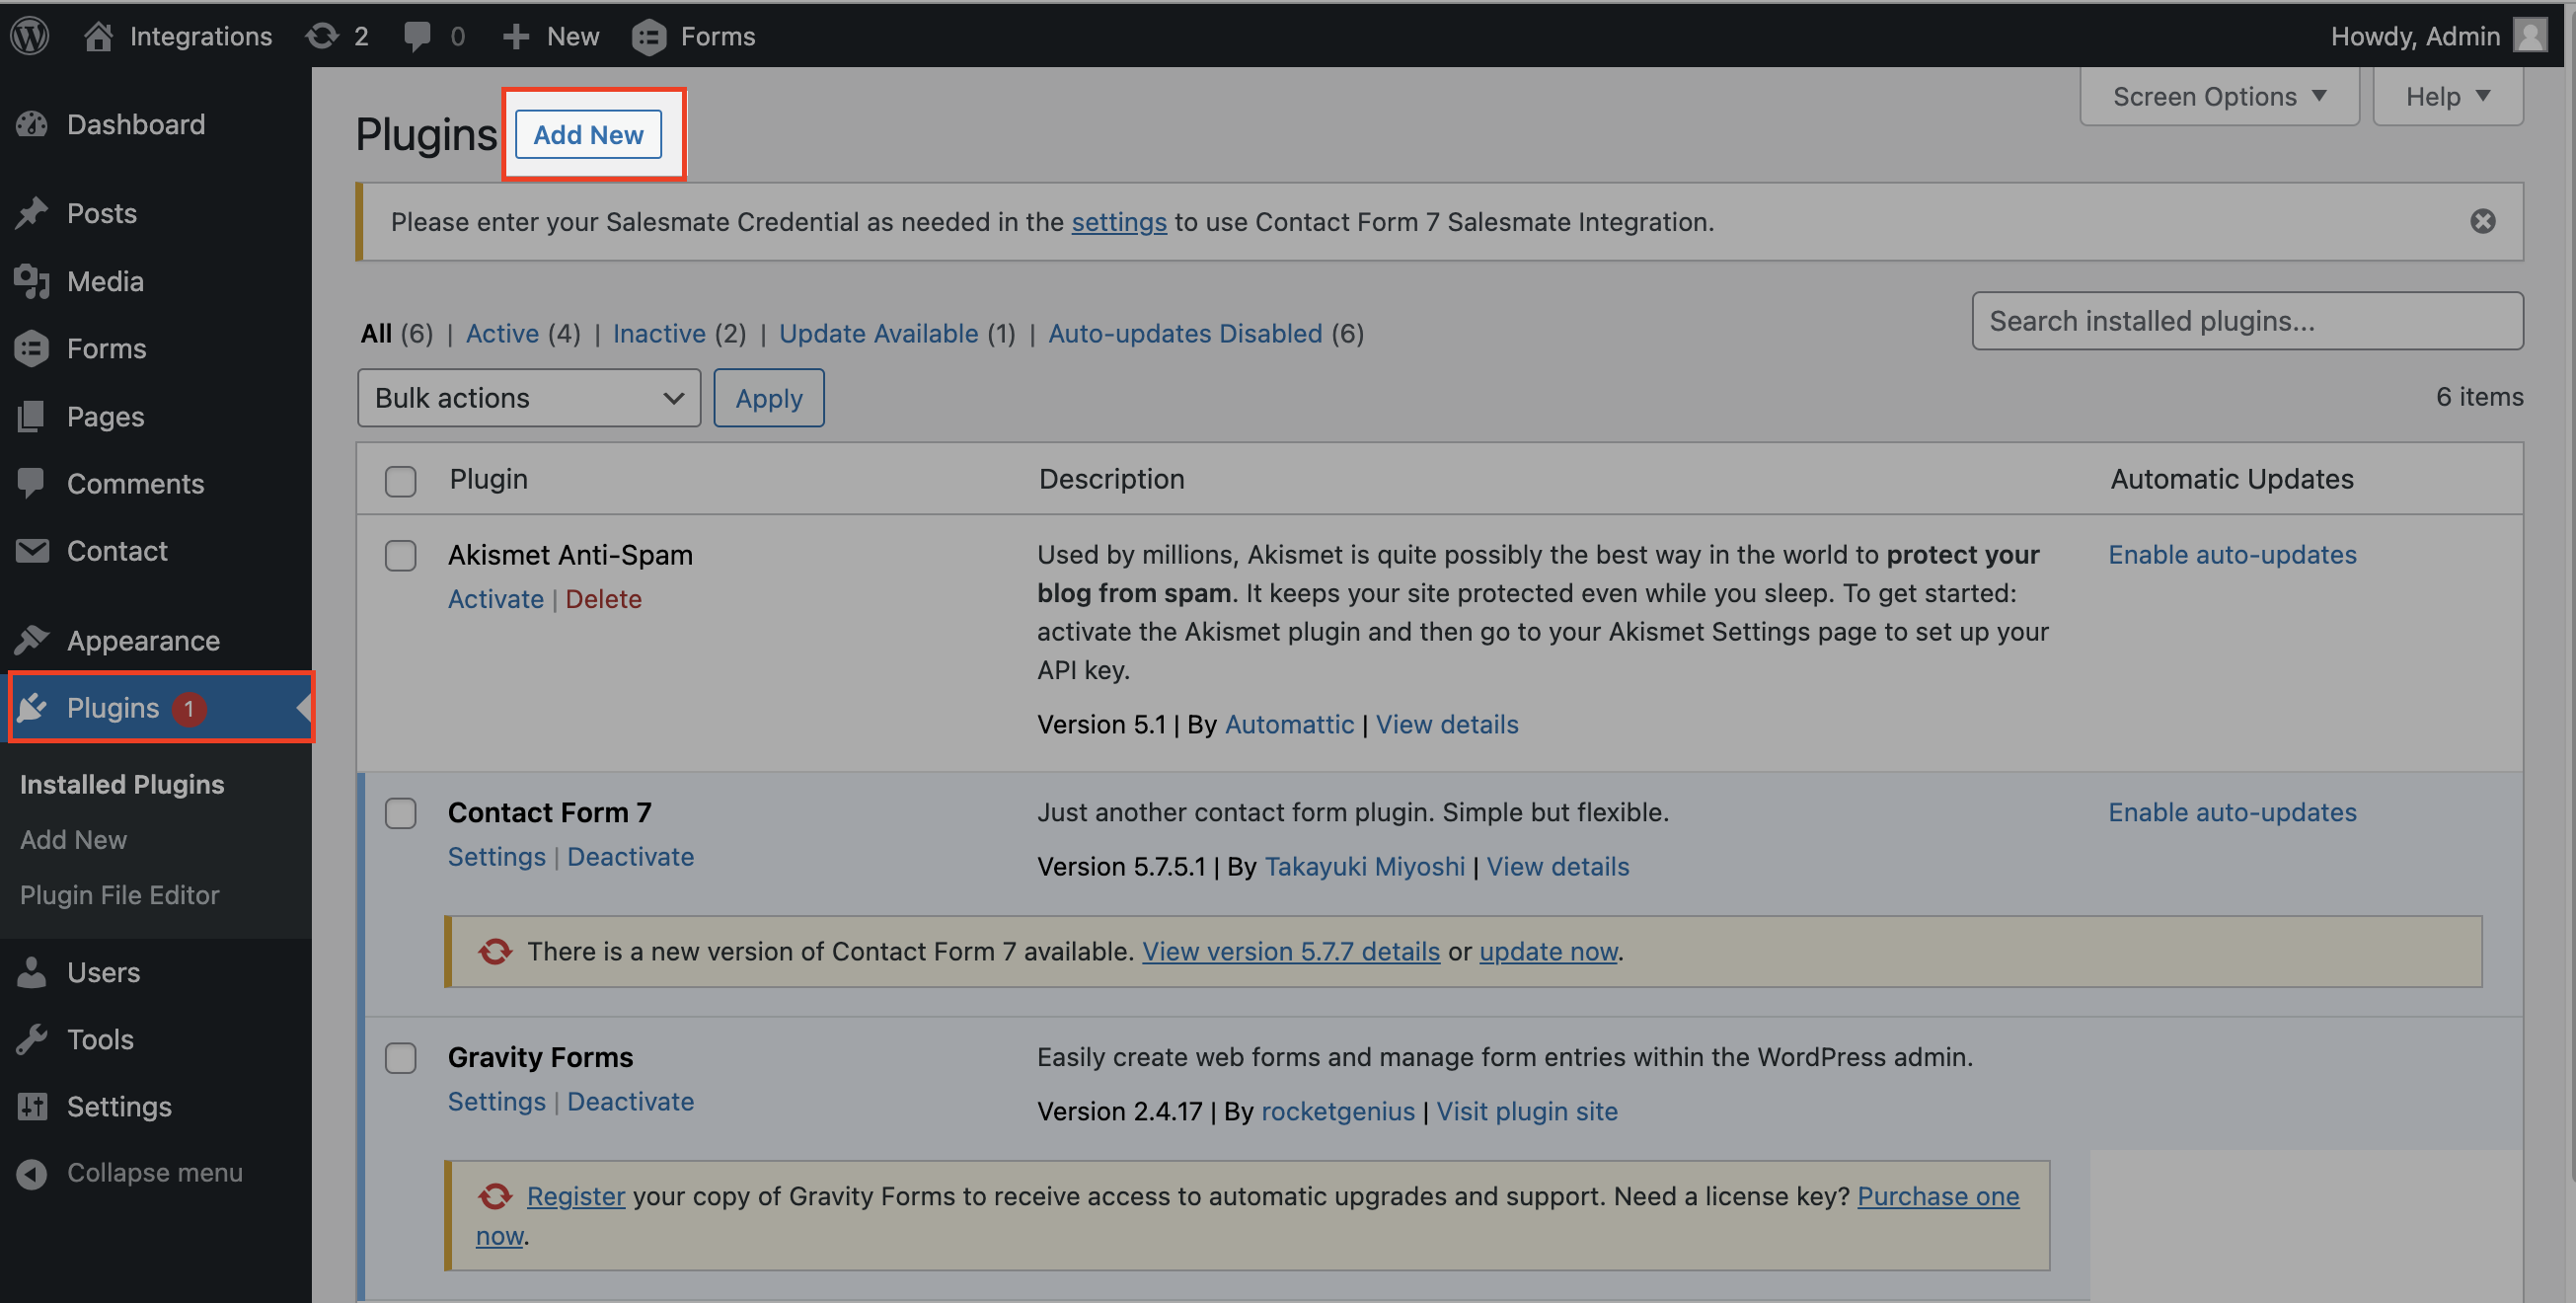 Integrations 2 0 New Forms Howdy, Admin
Dashboard
Posts
Media
Forms
Pages
Comments
Contact
Appearance
Plugins 1
Installed Plugins
Add New
Plugin File Editor
Users
Tools
Settings
Collapse menu
Screen Options Help
Plugins Add New
Please enter your Salesmate Credential as needed in the settings to use Contact Form 7 Salesmate Integration.
All (6) | Active (4) | Inactive (2) | Update Available (1) | Auto-updates Disabled (6)
Search installed plugins...
Bulk actions Apply
6 items
Plugin Description Automatic Updates
Akismet Anti-Spam
Activate | Delete
Used by millions, Akismet is quite possibly the best way in the world to protect your
blog from spam. It keeps your site protected even while you sleep. To get started:
activate the Akismet plugin and then go to your Akismet Settings page to set up your
API key.
Version 5.1 | By Automattic | View details
Enable auto-updates
Contact Form 7
Settings | Deactivate
Just another contact form plugin. Simple but flexible.
Version 5.7.5.1 | By Takayuki Miyoshi | View details
Enable auto-updates
There is a new version of Contact Form 7 available. View version 5.7.7 details or update now.
Gravity Forms
Settings | Deactivate
Easily create web forms and manage form entries within the WordPress admin.
Version 2.4.17 | By rocketgenius | Visit plugin site
Register your copy of Gravity Forms to receive access to automatic upgrades and support. Need a license key? Purchase one
now.